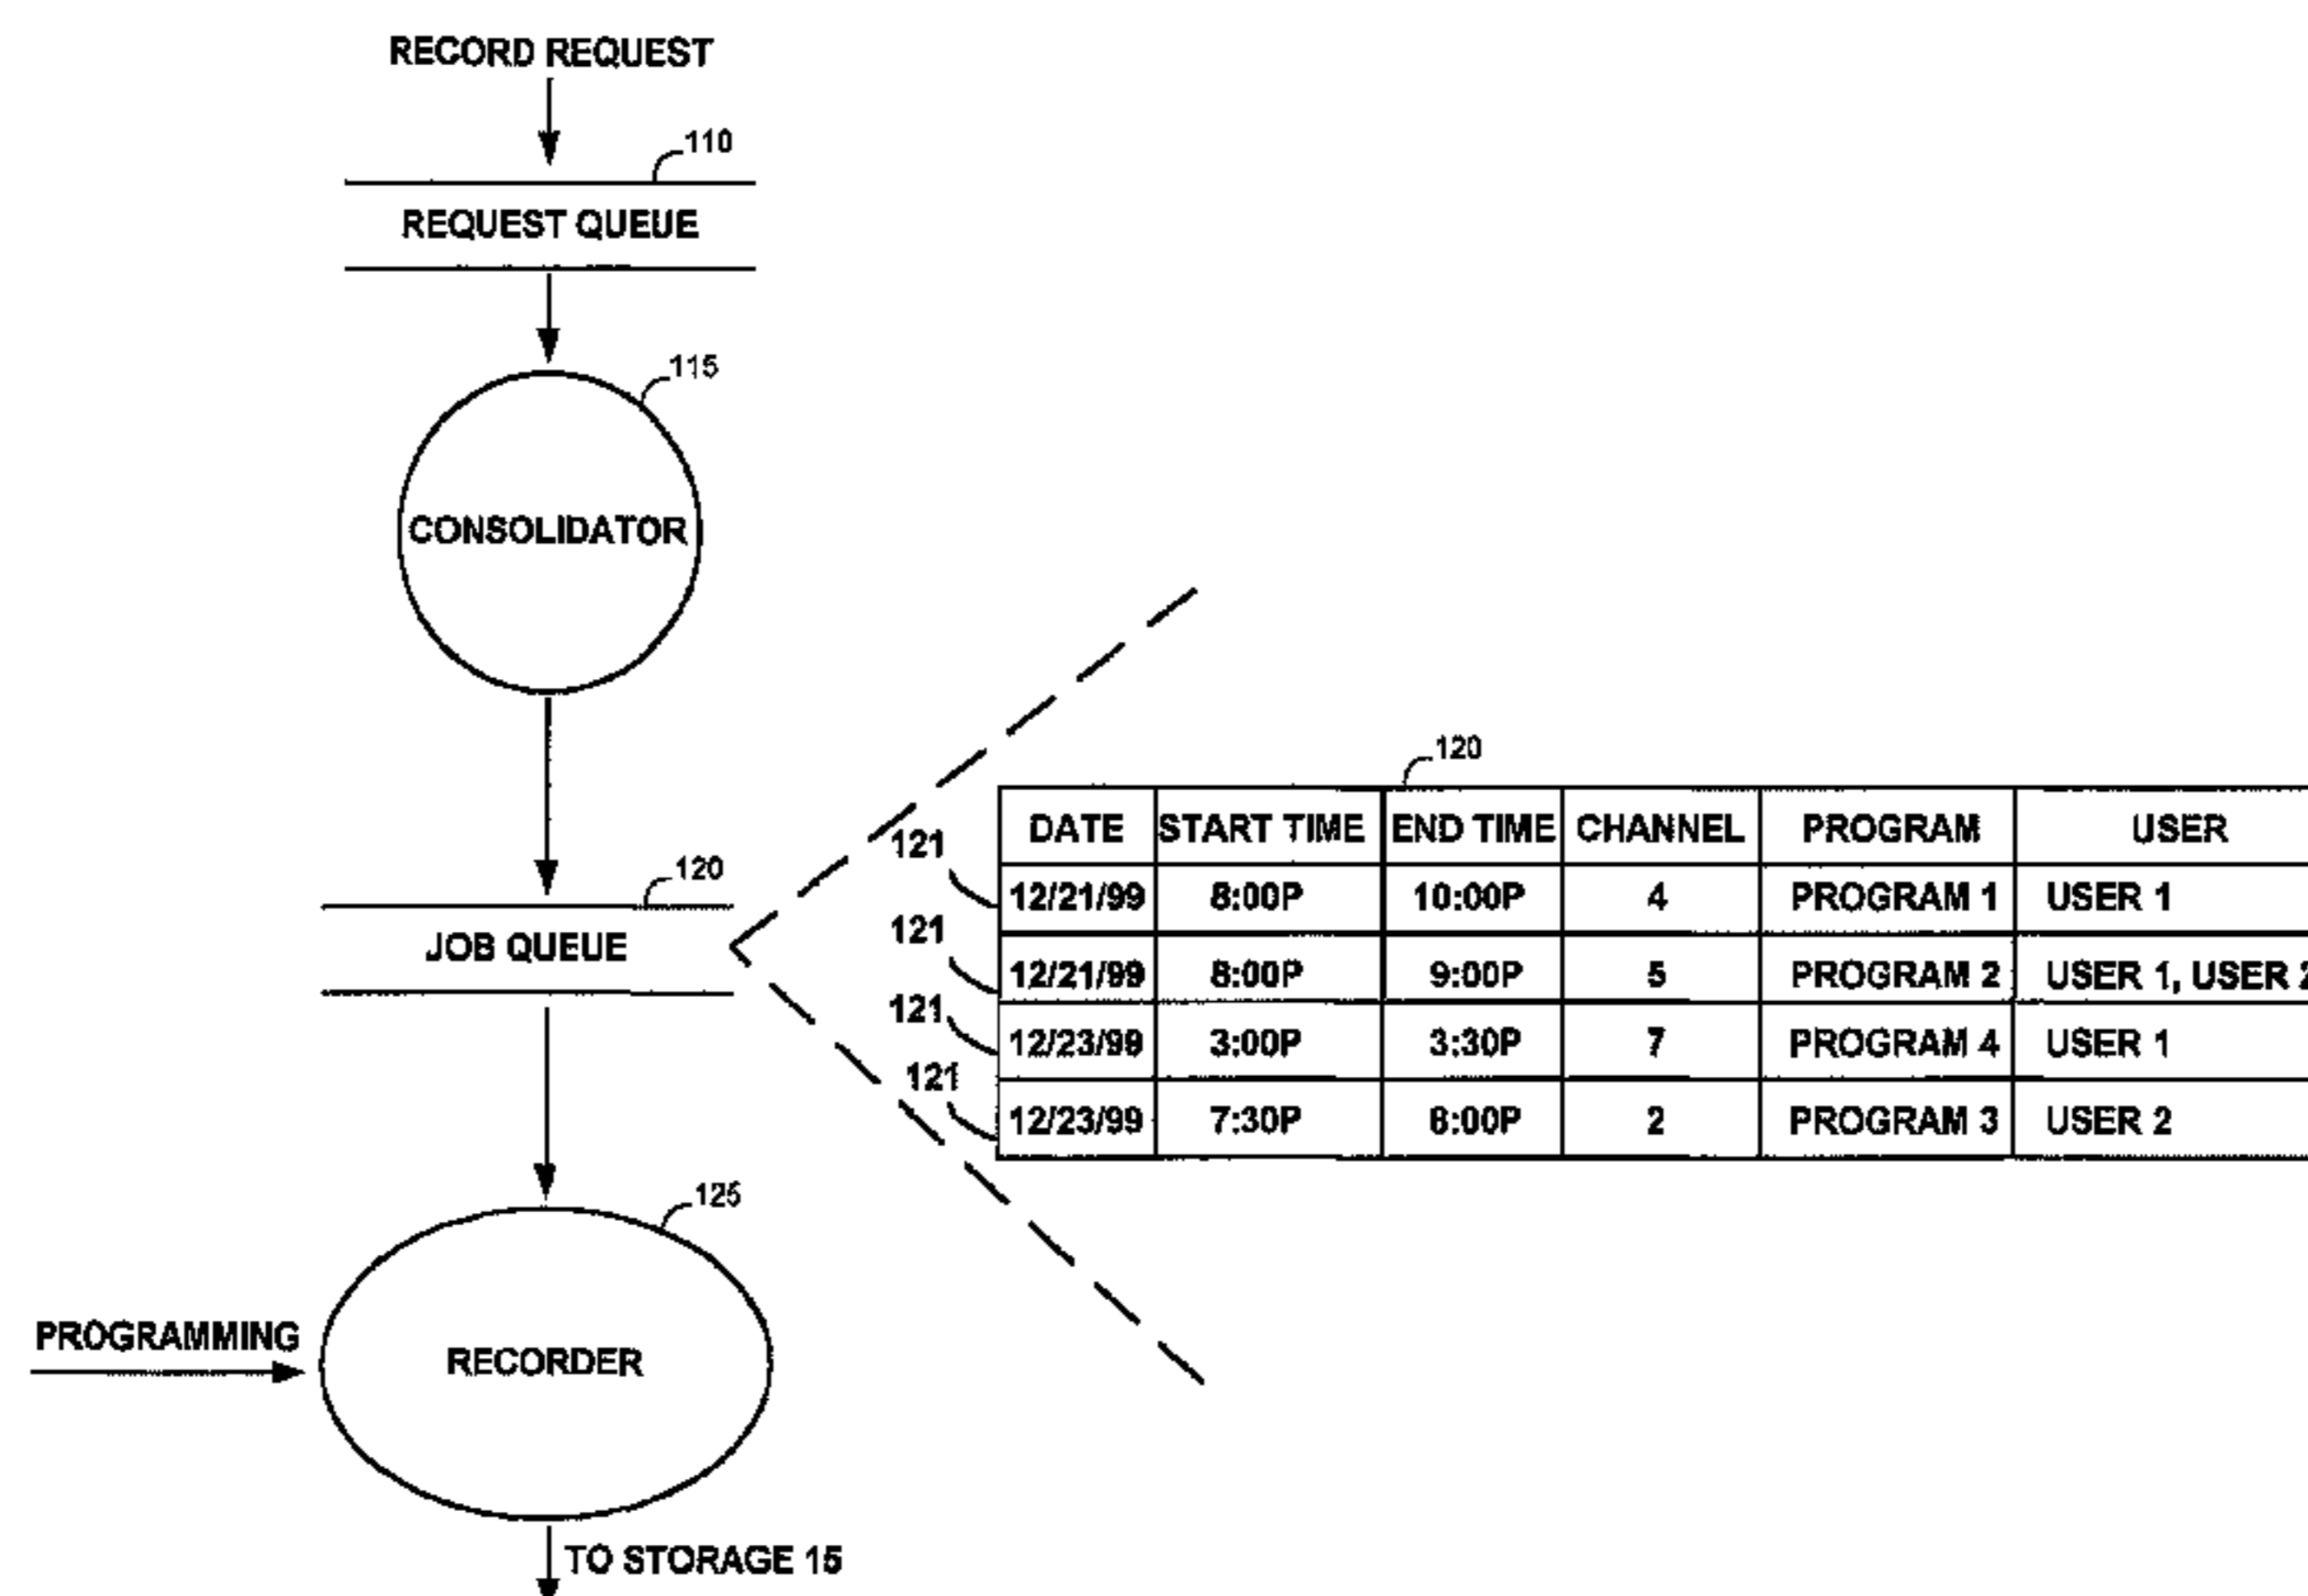 RECORD REQUEST
110
REQUEST QUEUE
115
CONSOLIDATOR
120
JOB QUEUE
125
PROGRAMMING
RECORDER
TO STORAGE 15
120
DATE START TIME END TIME CHANNEL PROGRAM USER
121
12/21/99 8:00P 10:00P 4 PROGRAM 1 USER 1
121
12/21/99 8:00P 9:00P 5 PROGRAM 2 USER 1, USER 2
121
12/23/99 3:00P 3:30P 7 PROGRAM 4 USER 1
121
12/23/99 7:30P 8:00P 2 PROGRAM 3 USER 2